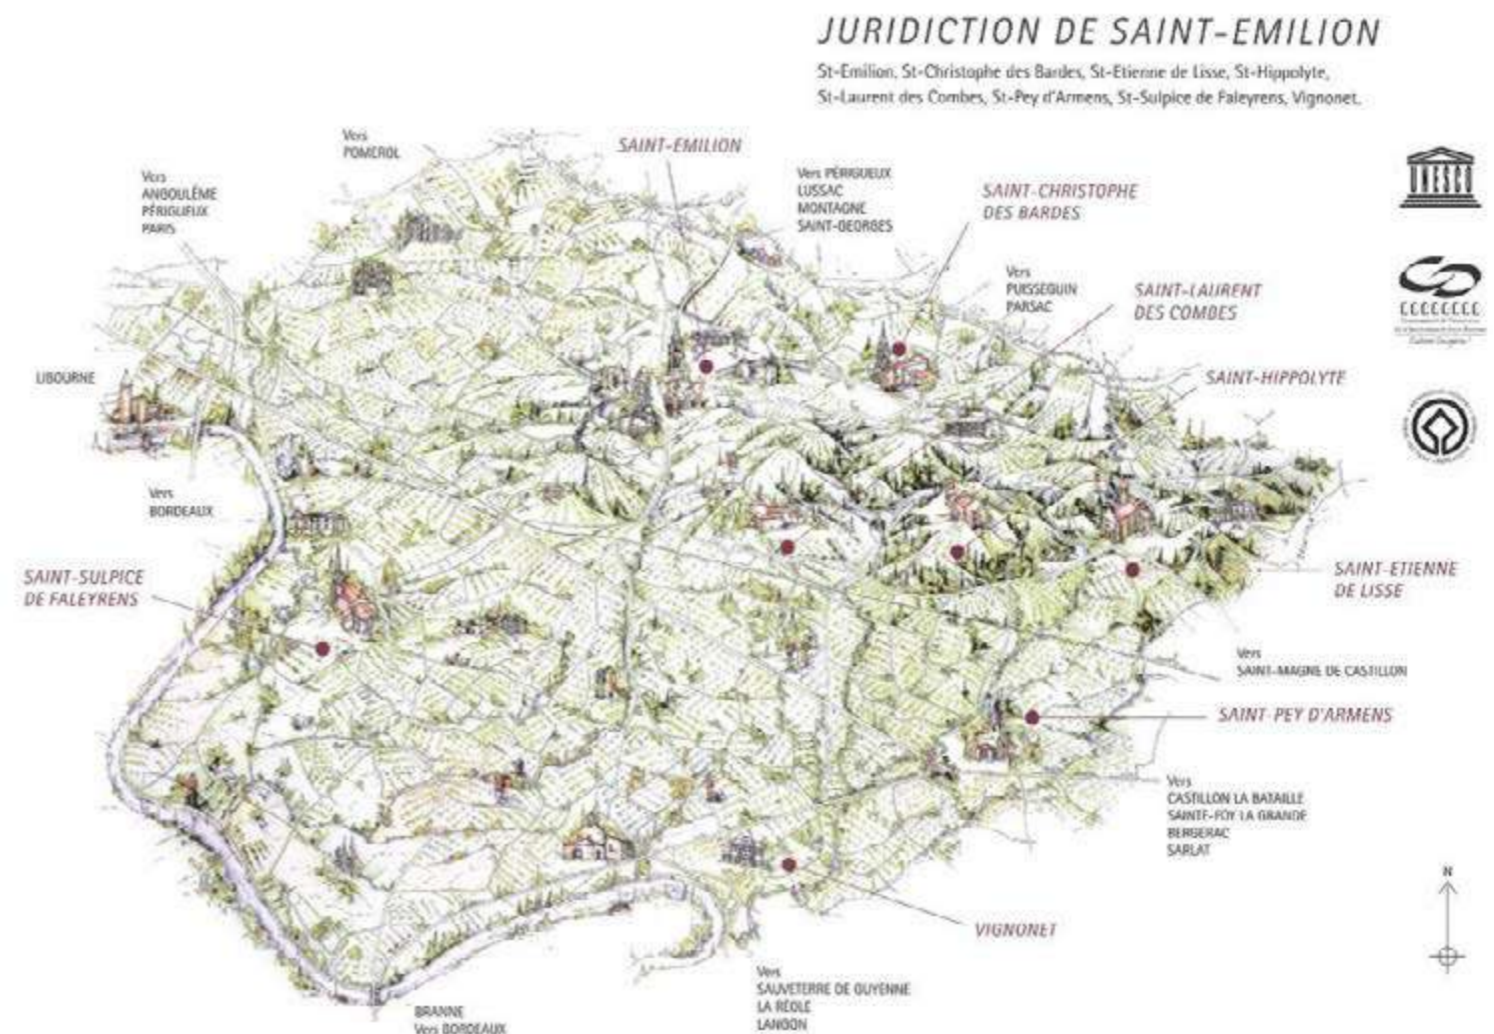 JURIDICTION DE SAINT-EMILION
St-Emilion, St-Christophe des Bardes, St-Etienne de Lisse, St-Hippolyte,
St-Laurent des Combes, St-Pey d'Armens, St-Sulpice de Faleyrens, Vignonet.
Vers
POMEROL
SAINT-EMILION
Vers
ANGOULÊME
PÉRIGUEUX
PARIS
Vers PÉRIGUEUX
LUSSAC
MONTAGNE
SAINT-GEORGES
SAINT-CHRISTOPHE
DES BARDES
UNESCO
Vers
PUISSEGUIN
PARSAC
SAINT-LAURENT
DES COMBES
LIBOURNE
SAINT-HIPPOLYTE
Vers
BORDEAUX
SAINT-SULPICE
DE FALEYRENS
SAINT-ETIENNE
DE LISSE
Vers
SAINT-MAGNE DE CASTILLON
SAINT-PEY D'ARMENS
Vers
CASTILLON LA BATAILLE
SAINTE-FOY LA GRANDE
BERGERAC
SARLAT
N
VIGNONET
Vers
SAUVETERRE DE GUYENNE
LA RÉOLE
LANGON
BRANNE
Vers BORDEAUX